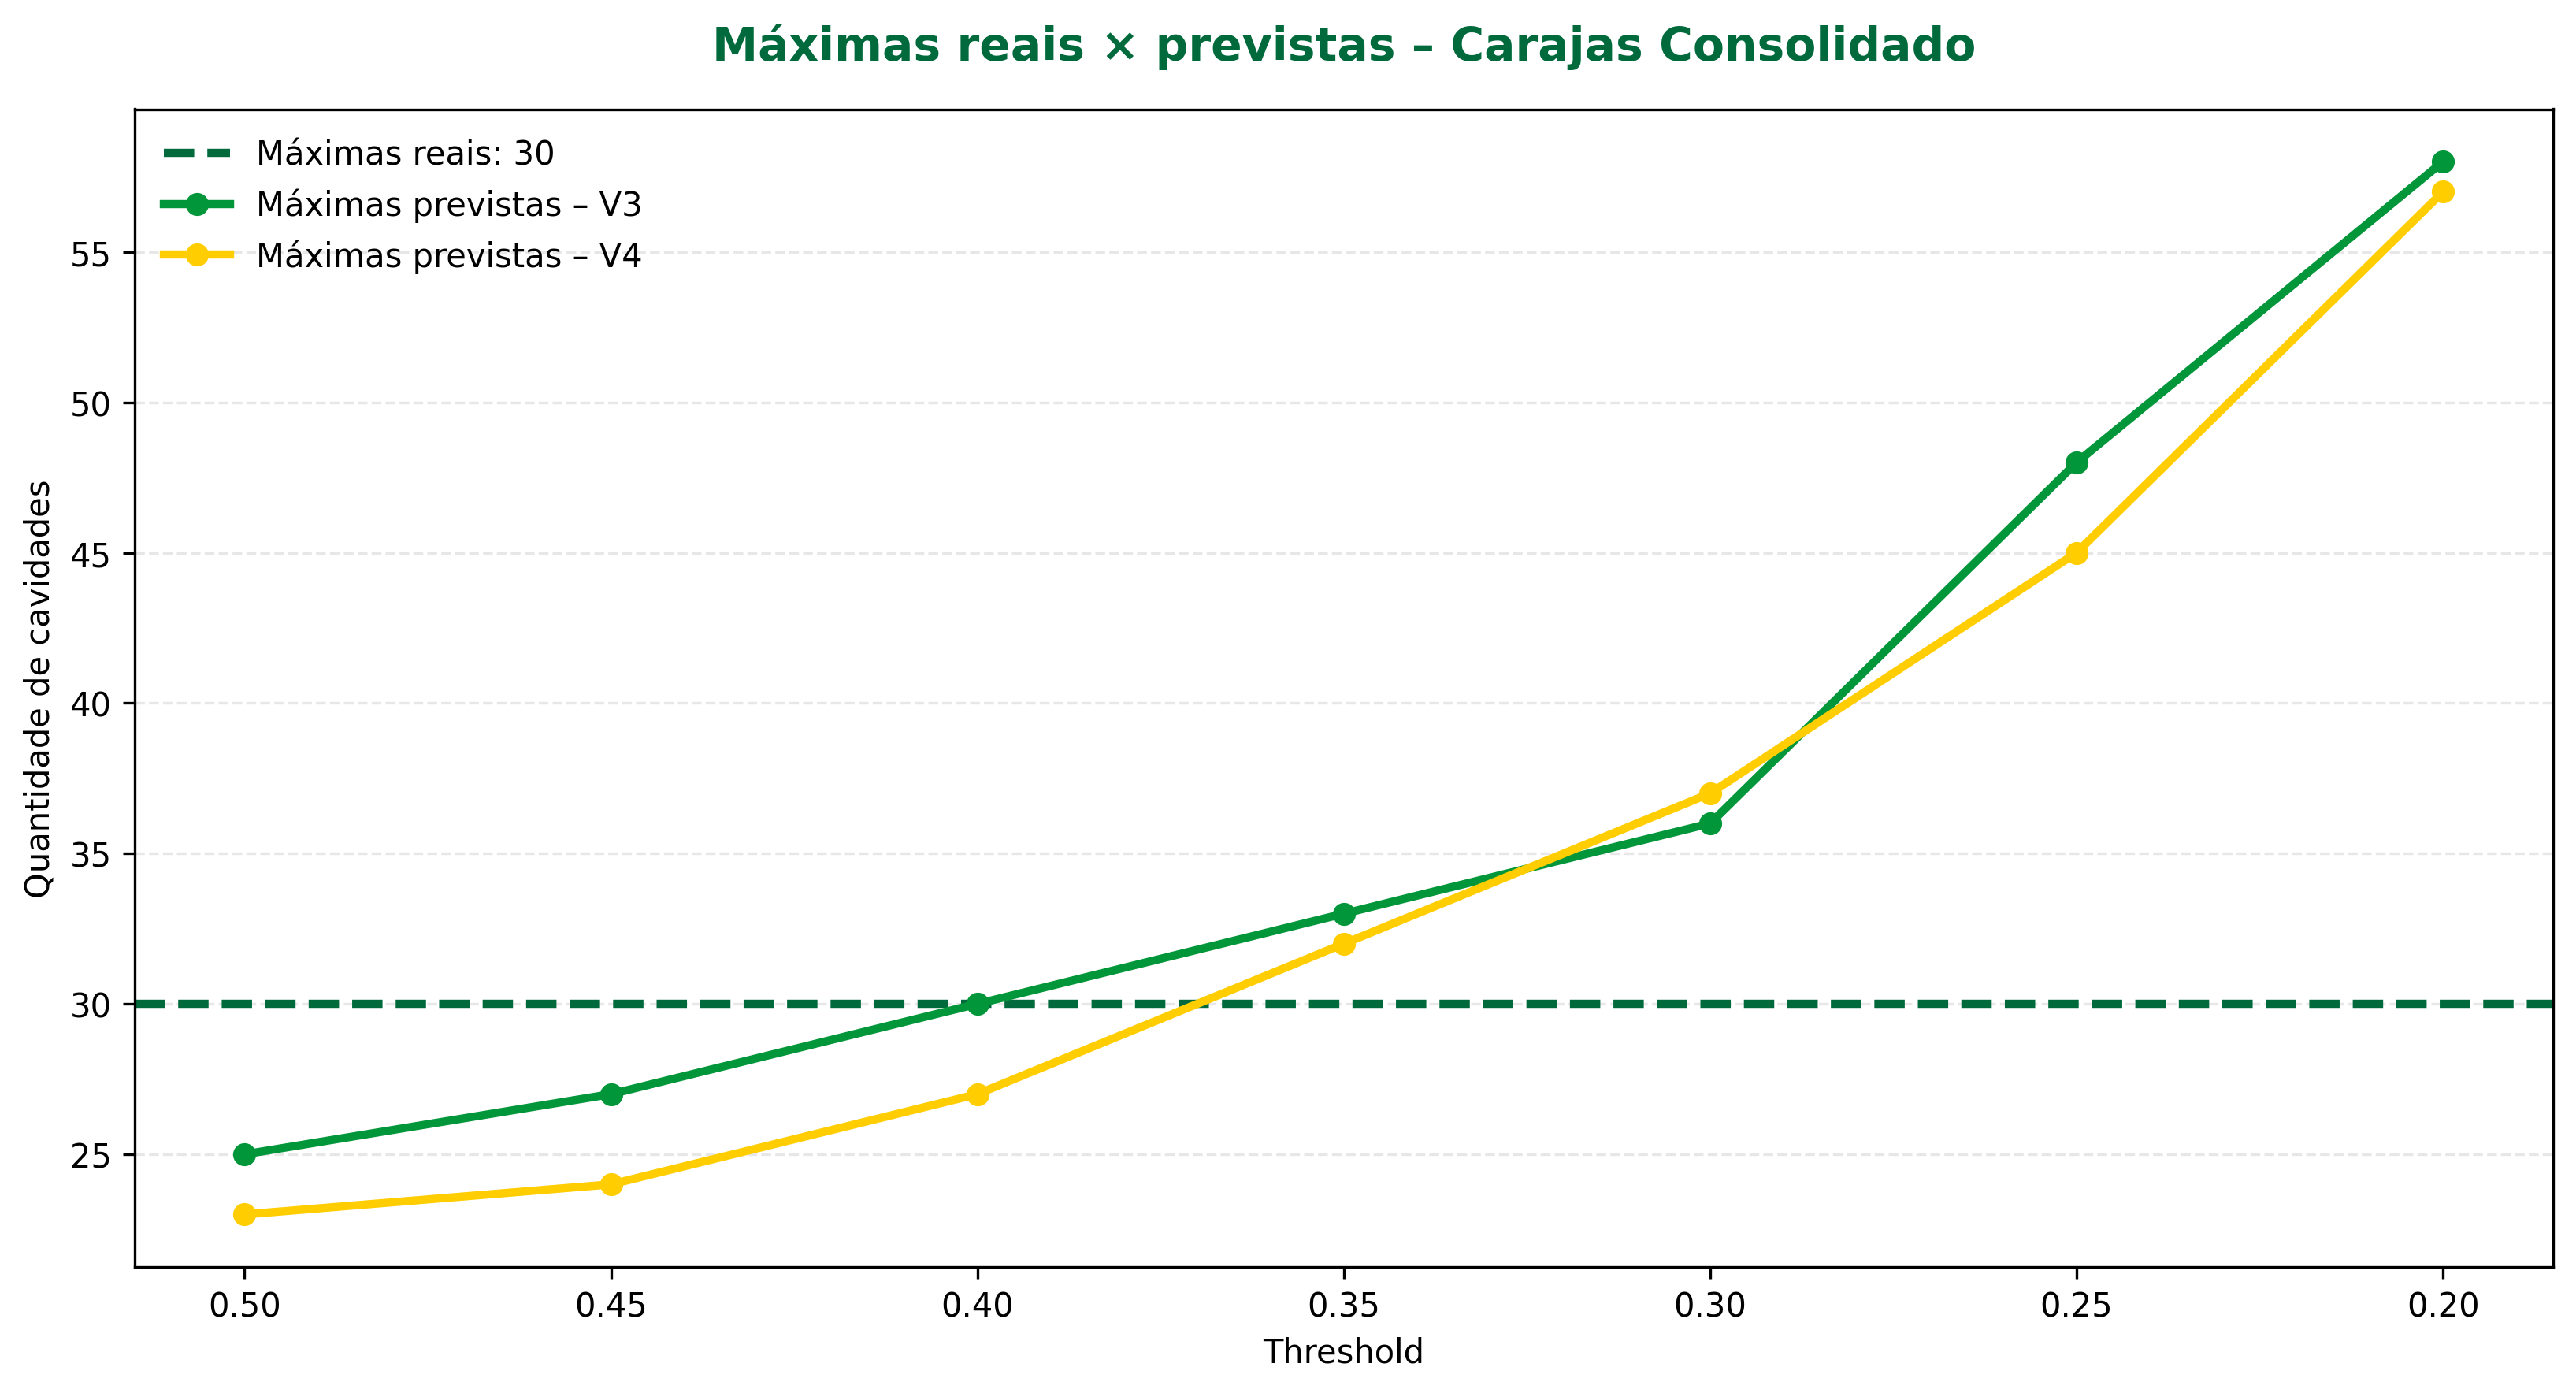 Máximas reais × previstas – Carajas Consolidado
Máximas reais: 30
Máximas previstas – V3
Máximas previstas – V4
Quantidade de cavidades
55
50
45
40
35
30
25
0.50 0.45 0.40 0.35 0.30 0.25 0.20
Threshold